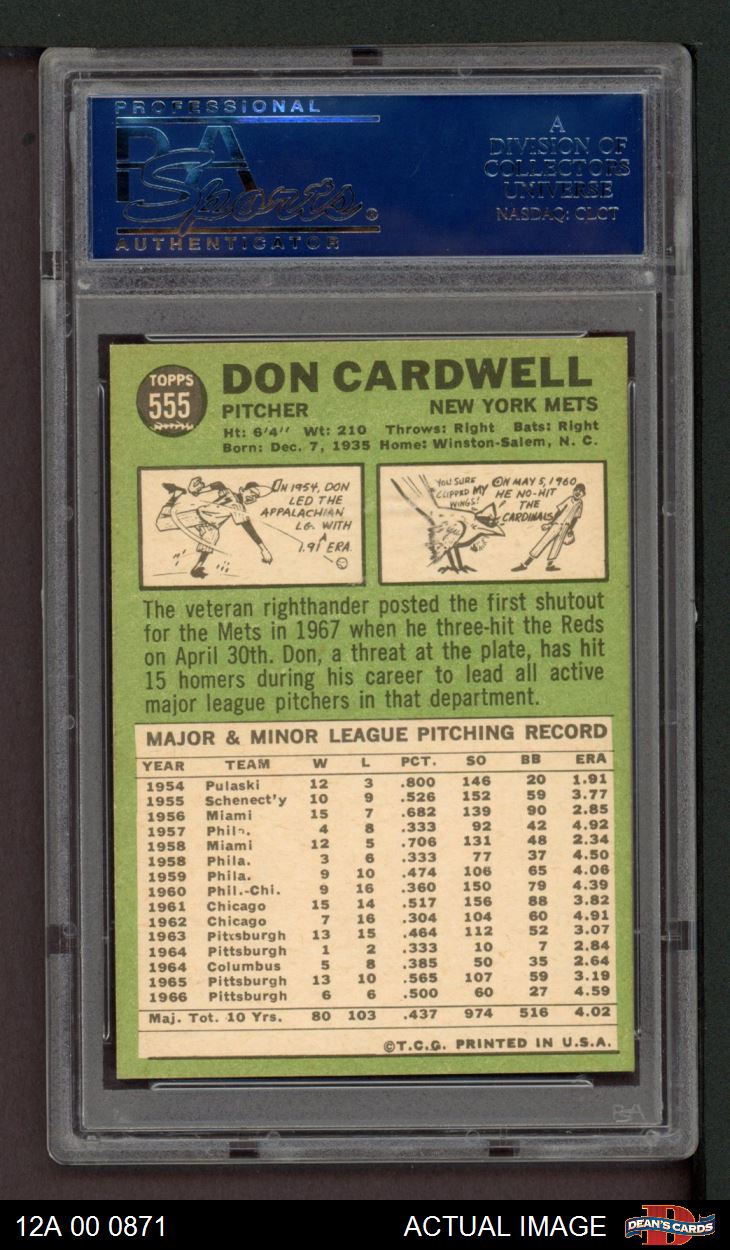 PROFESSIONAL
PSA
Sports®
AUTHENTICATOR
A
DIVISION OF
COLLECTORS
UNIVERSE
NASDAQ: CLCT
TOPPS
555
DON CARDWELL
PITCHER NEW YORK METS
Ht: 6'4" Wt: 210 Throws: Right Bats: Right
Born: Dec. 7, 1935 Home: Winston-Salem, N. C.
IN 1954, DON
LED THE
APPALACHIAN
LG. WITH
A
1.91 ERA.
YOU SURE
CLIPPED MY
WINGS!
ON MAY 5, 1960
HE NO-HIT
THE
CARDINALS
The veteran righthander posted the first shutout
for the Mets in 1967 when he three-hit the Reds
on April 30th. Don, a threat at the plate, has hit
15 homers during his career to lead all active
major league pitchers in that department.
MAJOR & MINOR LEAGUE PITCHING RECORD
YEAR TEAM W L PCT. SO BB ERA
1954 Pulaski 12 3 .800 146 20 1.91
1955 Schenect'y 10 9 .526 152 59 3.77
1956 Miami 15 7 .682 139 90 2.85
1957 Phila. 4 8 .333 92 42 4.92
1958 Miami 12 5 .706 131 48 2.34
1958 Phila. 3 6 .333 77 37 4.50
1959 Phila. 9 10 .474 106 65 4.06
1960 Phil.-Chi. 9 16 .360 150 79 4.39
1961 Chicago 15 14 .517 156 88 3.82
1962 Chicago 7 16 .304 104 60 4.91
1963 Pittsburgh 13 15 .464 112 52 3.07
1964 Pittsburgh 1 2 .333 10 7 2.84
1964 Columbus 5 8 .385 50 35 2.64
1965 Pittsburgh 13 10 .565 107 59 3.19
1966 Pittsburgh 6 6 .500 60 27 4.59
Maj. Tot. 10 Yrs. 80 103 .437 974 516 4.02
©T.C.G. PRINTED IN U.S.A.
PSA
12A 00 0871 ACTUAL IMAGE
DEAN'S CARDS